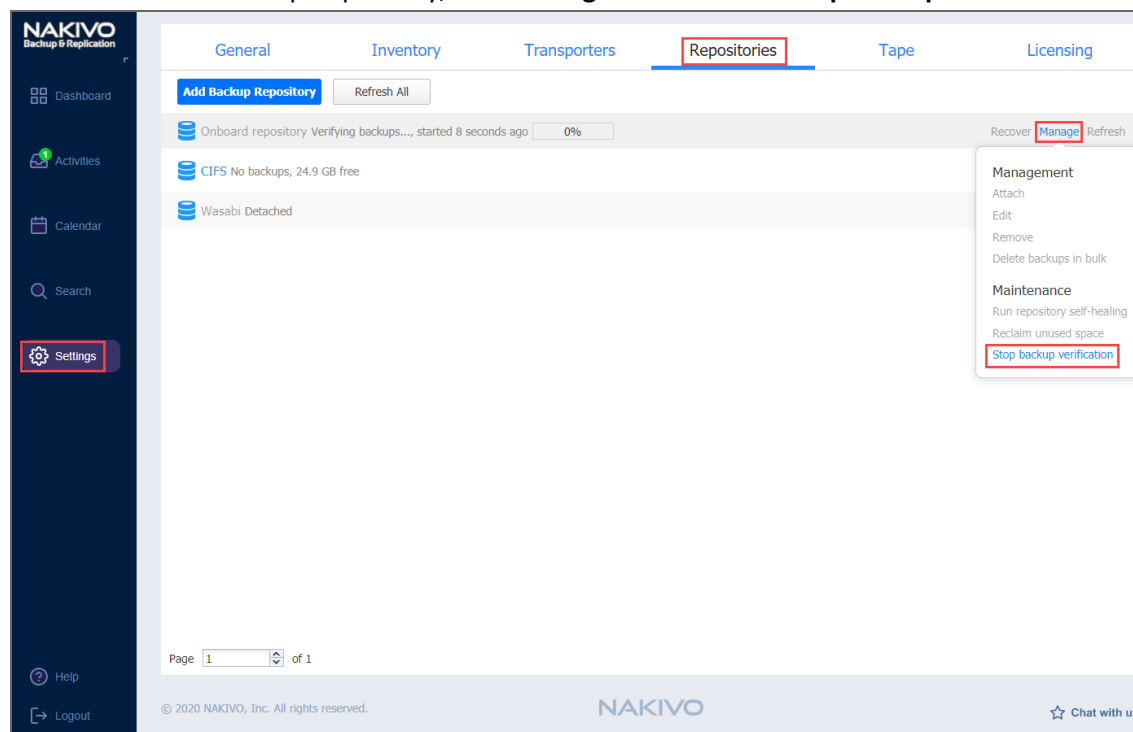 NAKIVO
Backup & Replication
General Inventory Transporters Repositories Tape Licensing
Dashboard
Add Backup Repository Refresh All
Onboard repository Verifying backups..., started 8 seconds ago 0% Recover Manage Refresh
1
Activities
CIFS No backups, 24.9 GB free
Management
Attach
Wasabi Detached
Edit
Calendar
Remove
Delete backups in bulk
Search
Maintenance
Run repository self-healing
Reclaim unused space
Settings
Stop backup verification
Page 1 of 1
Help
© 2020 NAKIVO, Inc. All rights reserved. NAKIVO Chat with u
Logout